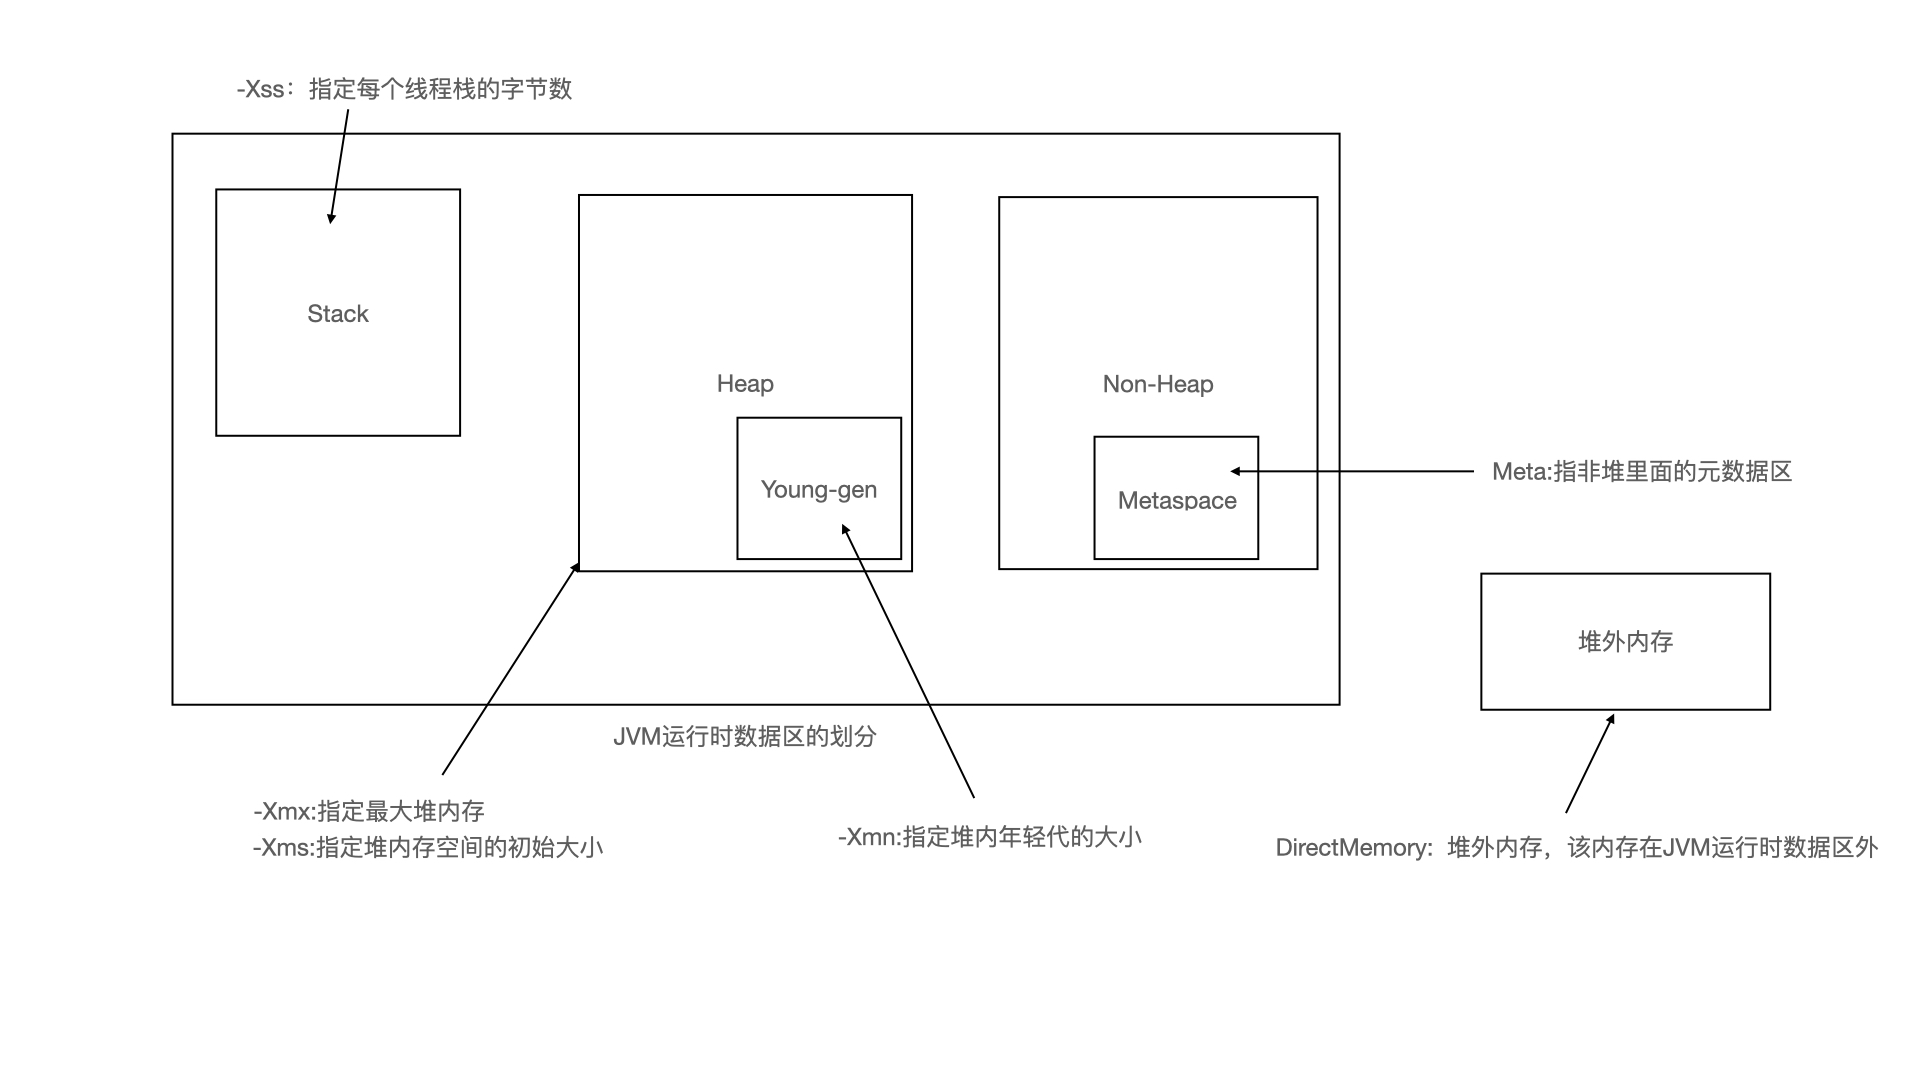 -Xss：指定每个线程栈的字节数
Stack
Heap
Non-Heap
Young-gen
Metaspace
Meta:指非堆里面的元数据区
堆外内存
JVM运行时数据区的划分
-Xmx:指定最大堆内存
-Xms:指定堆内存空间的初始大小
-Xmn:指定堆内年轻代的大小
DirectMemory：堆外内存，该内存在JVM运行时数据区外